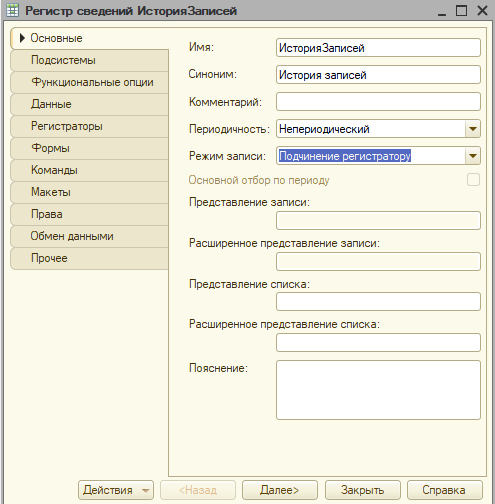 Регистр сведений ИсторияЗаписей
Основные
Подсистемы
Функциональные опции
Данные
Регистраторы
Формы
Команды
Макеты
Права
Обмен данными
Прочее
Имя: ИсторияЗаписей
Синоним: История записей
Комментарий:
Периодичность: Непериодический
Режим записи: Подчинение регистратору
Основной отбор по периоду
Представление записи:
Расширенное представление записи:
Представление списка:
Расширенное представление списка:
Пояснение:
Действия <Назад Далее> Закрыть Справка